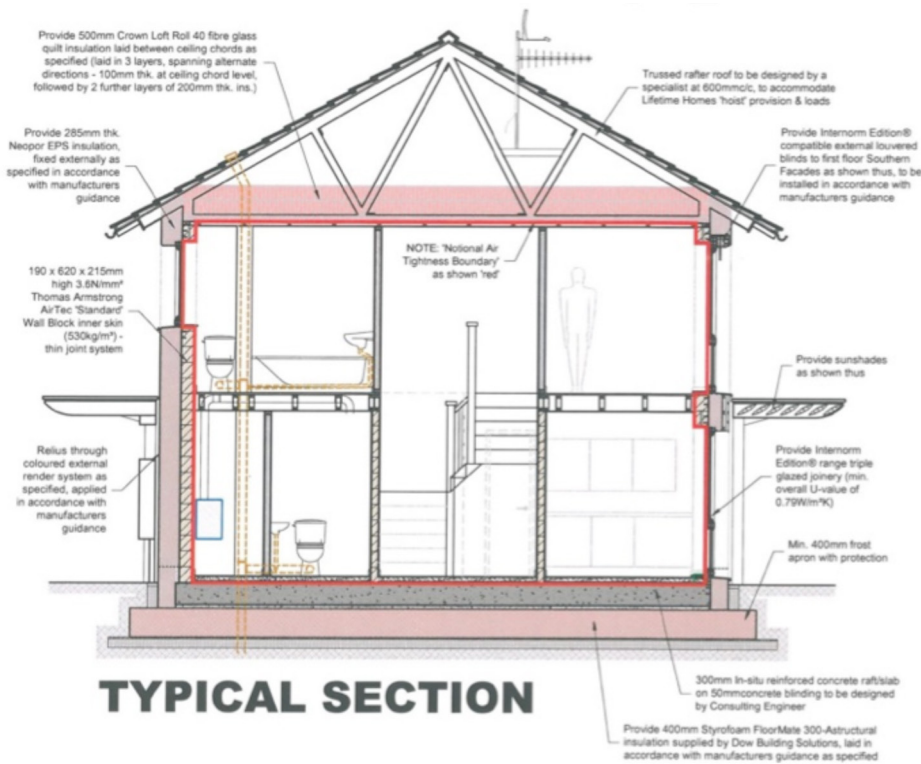 Provide 500mm Crown Loft Roll 40 fibre glass
quilt insulation laid between ceiling chords as
specified (laid in 3 layers, spanning alternate
directions - 100mm thk. at ceiling chord level,
followed by 2 further layers of 200mm thk. ins.)
Trussed rafter roof to be designed by a
specialist at 600mmc/c, to accommodate
Lifetime Homes 'hoist' provision & loads
Provide 285mm thk.
Neopor EPS insulation,
fixed externally as
specified in accordance
with manufacturers
guidance
Provide Internorm Edition®
compatible external louvered
blinds to first floor Southern
Facades as shown thus, to be
installed in accordance with
manufacturers guidance
NOTE: 'Notional Air
Tightness Boundary'
as shown 'red'
190 x 620 x 215mm
high 3.6N/mm²
Thomas Armstrong
AirTec 'Standard'
Wall Block inner skin
(530kg/m³) -
thin joint system
Provide sunshades
as shown thus
Relius through
coloured external
render system as
specified, applied
in accordance with
manufacturers
guidance
Provide Internorm
Edition® range triple
glazed joinery (min.
overall U-value of
0.79W/m²K)
Min. 400mm frost
apron with protection
300mm In-situ reinforced concrete raft/slab
on 50mmconcrete blinding to be designed
by Consulting Engineer
TYPICAL SECTION
Provide 400mm Styrofoam FloorMate 300-Astructural
insulation supplied by Dow Building Solutions, laid in
accordance with manufacturers guidance as specified